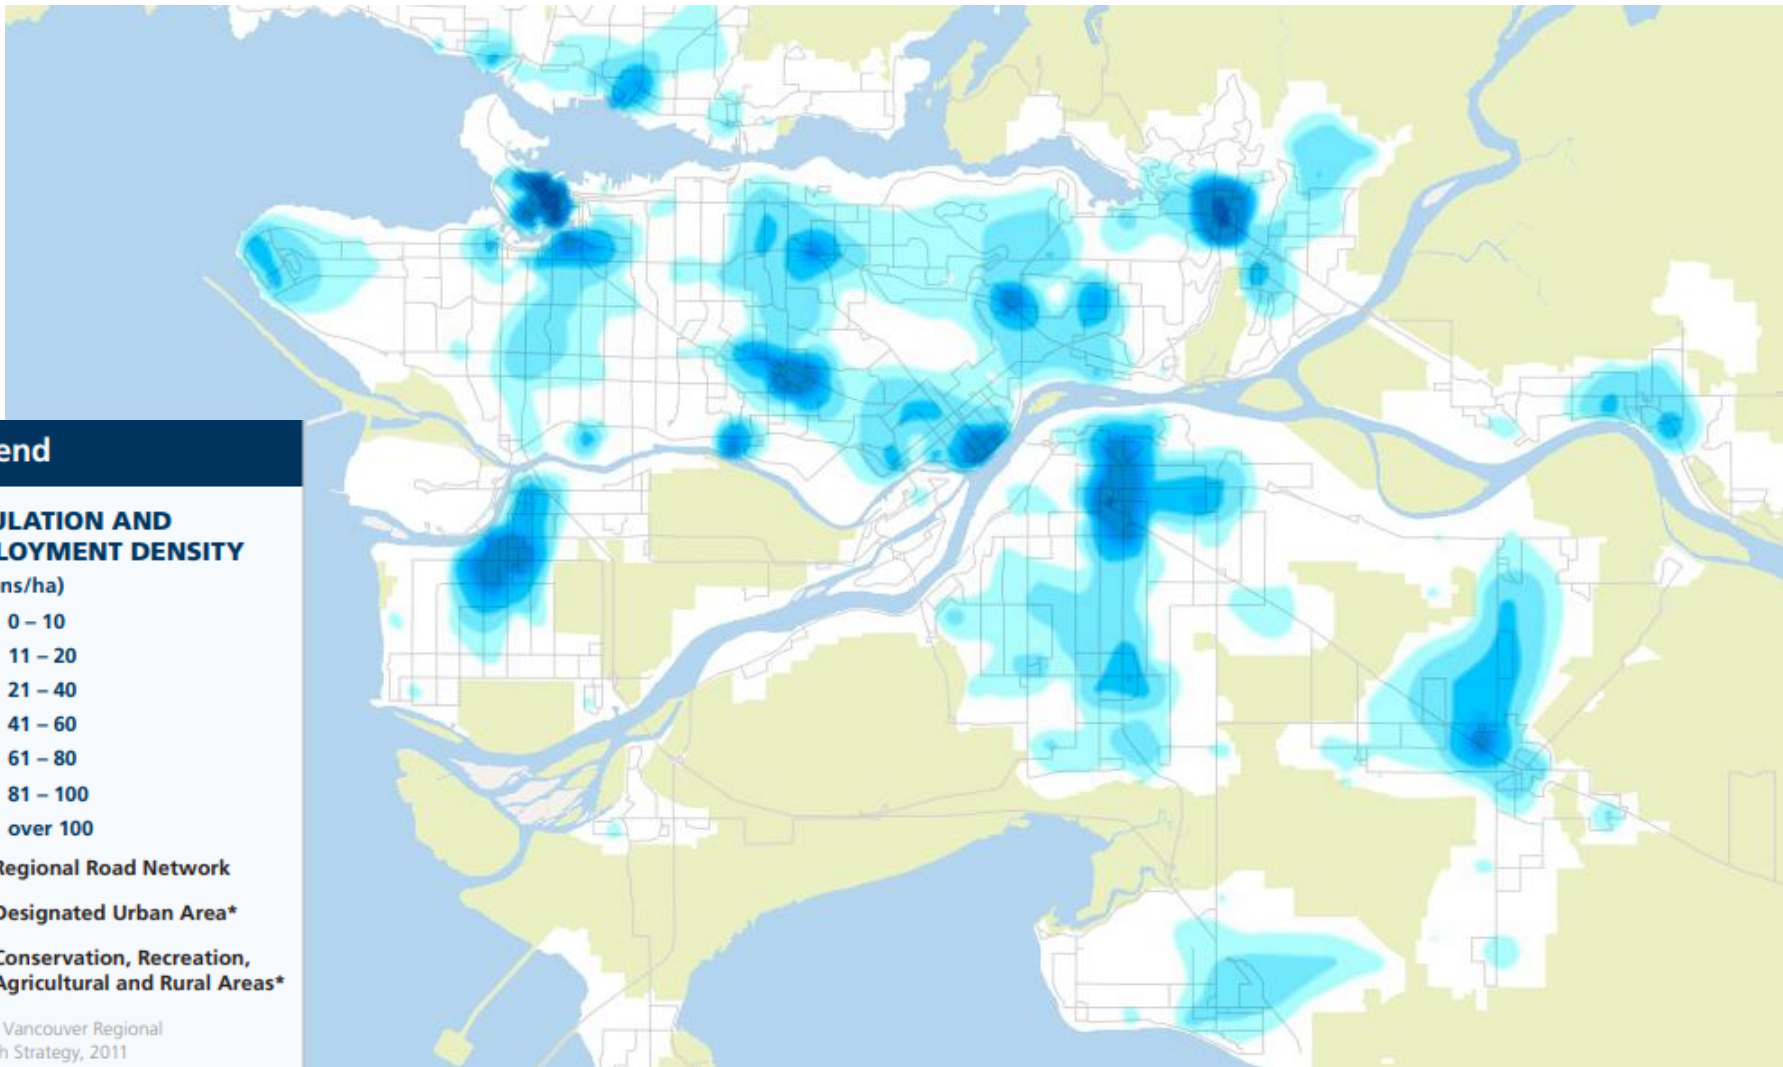 end
ULATION AND
LOYMENT DENSITY
ns/ha)
0 – 10
11 – 20
21 – 40
41 – 60
61 – 80
81 – 100
over 100
Regional Road Network
Designated Urban Area*
Conservation, Recreation,
Agricultural and Rural Areas*
Vancouver Regional
h Strategy, 2011